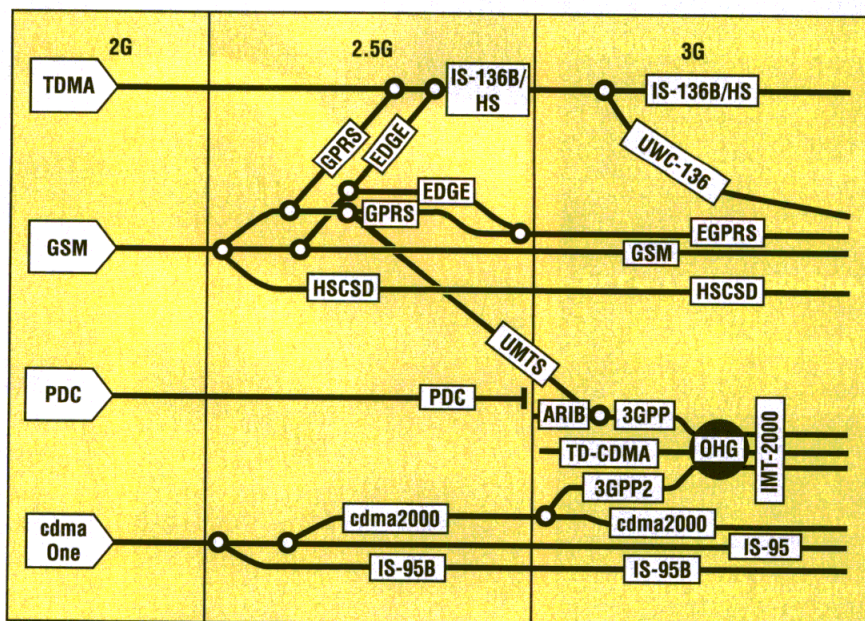 2G
2.5G
3G
TDMA
IS-136B/
HS
IS-136B/HS
GPRS
EDGE
UWC-136
EDGE
GPRS
GSM
EGPRS
GSM
HSCSD
HSCSD
UMTS
PDC
PDC
ARIB
3GPP
TD-CDMA
OHG
IMT-2000
3GPP2
cdma
One
cdma2000
cdma2000
IS-95
IS-95B
IS-95B